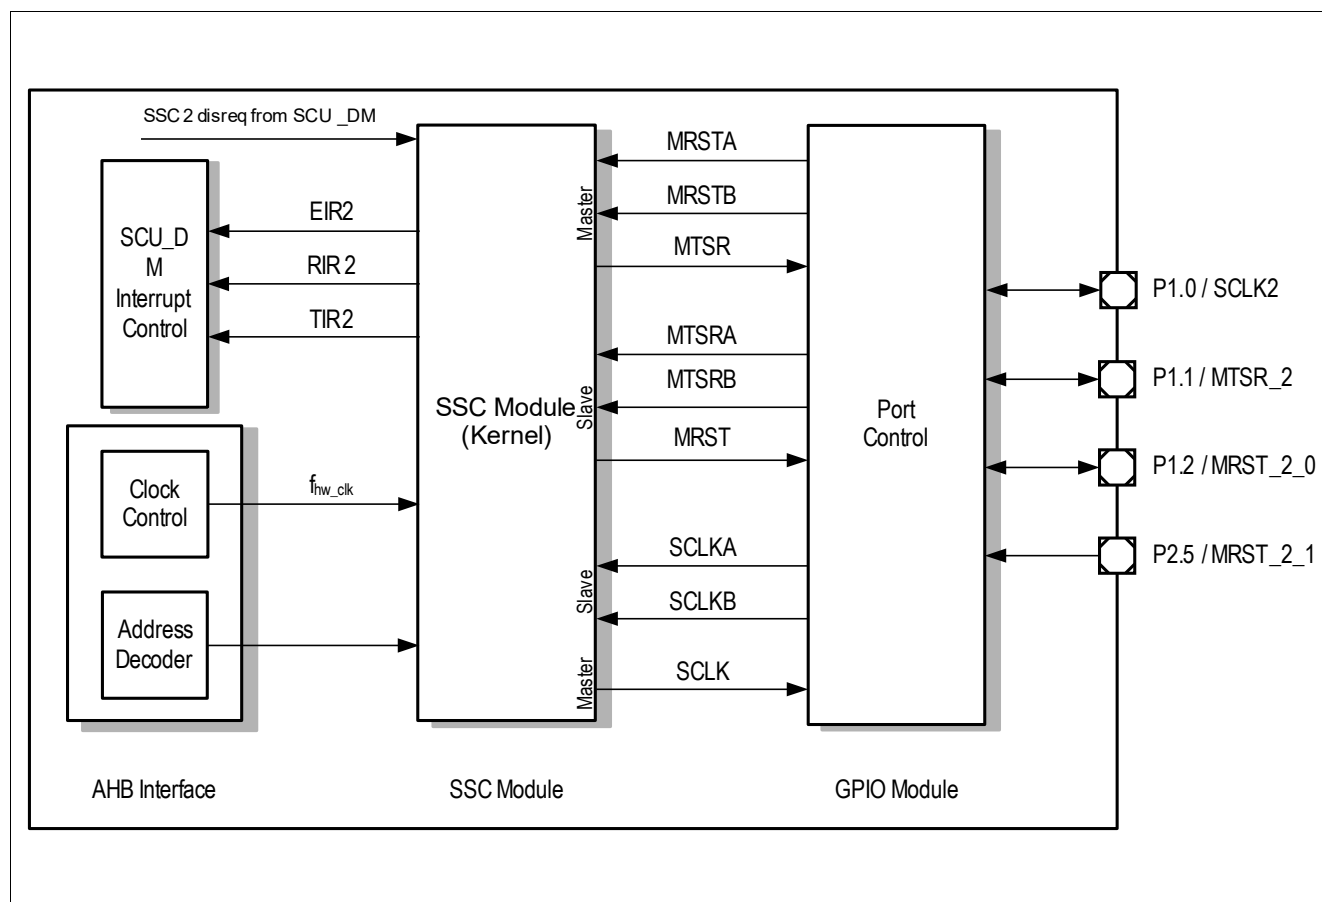 SSC 2 disreq from SCU _DM
SCU_D
M
Interrupt
Control
EIR2
RIR 2
TIR2
Clock
Control
fhw_clk
Address
Decoder
AHB Interface
SSC Module
(Kernel)
Master
Slave
Slave
Master
SSC Module
MRSTA
MRSTB
MTSR
MTSRA
MTSRB
MRST
SCLKA
SCLKB
SCLK
Port
Control
GPIO Module
P1.0 / SCLK2
P1.1 / MTSR_2
P1.2 / MRST_2_0
P2.5 / MRST_2_1